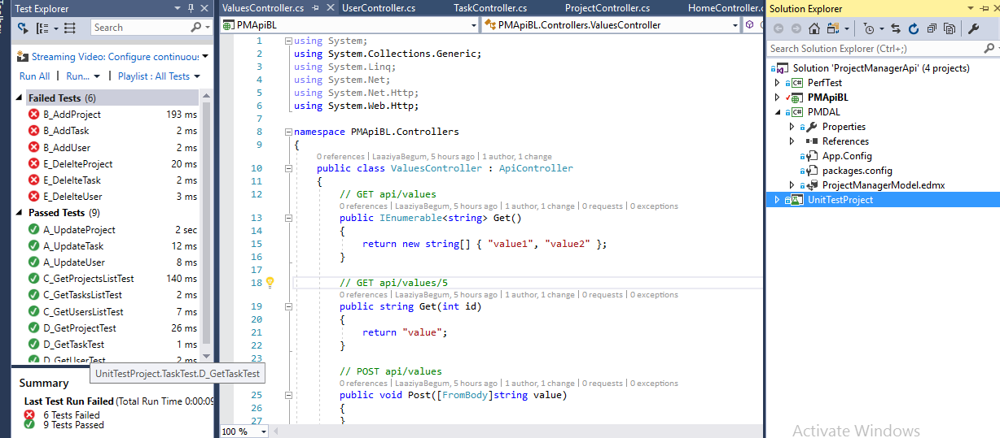 Test Explorer
Search
Streaming Video: Configure continuous
Run All | Run... | Playlist : All Tests
Failed Tests (6)
B_AddProject 193 ms
B_AddTask 2 ms
B_AddUser 2 ms
E_DelelteProject 20 ms
E_DelelteTask 2 ms
E_DelelteUser 3 ms
Passed Tests (9)
A_UpdateProject 2 sec
A_UpdateTask 12 ms
A_UpdateUser 8 ms
C_GetProjectsListTest 140 ms
C_GetTasksListTest 2 ms
C_GetUsersListTest 7 ms
D_GetProjectTest 26 ms
D_GetTaskTest 1 ms
D_GetUserTest 2 ms
UnitTestProject.TaskTest.D_GetTaskTest
Summary
Last Test Run Failed (Total Run Time 0:00:09
6 Tests Failed
9 Tests Passed
ValuesController.cs UserController.cs TaskController.cs ProjectController.cs HomeController.c
PMApiBL PMApiBL.Controllers.ValuesController
1 using System;
2 using System.Collections.Generic;
3 using System.Linq;
4 using System.Net;
5 using System.Net.Http;
6 using System.Web.Http;
7
8 namespace PMApiBL.Controllers
9 {
0 references | LaaziyaBegum, 5 hours ago | 1 author, 1 change
10 public class ValuesController : ApiController
11 {
12 // GET api/values
0 references | LaaziyaBegum, 5 hours ago | 1 author, 1 change | 0 requests | 0 exceptions
13 public IEnumerable<string> Get()
14 {
15 return new string[] { "value1", "value2" };
16 }
17
18 // GET api/values/5
0 references | LaaziyaBegum, 5 hours ago | 1 author, 1 change | 0 requests | 0 exceptions
19 public string Get(int id)
20 {
21 return "value";
22 }
23
24 // POST api/values
0 references | LaaziyaBegum, 5 hours ago | 1 author, 1 change | 0 requests | 0 exceptions
25 public void Post([FromBody]string value)
26 {
27 }
100 %
Solution Explorer
Search Solution Explorer (Ctrl+;)
Solution 'ProjectManagerApi' (4 projects)
PerfTest
PMApiBL
PMDAL
Properties
References
App.Config
packages.config
ProjectManagerModel.edmx
UnitTestProject
Activate Windows